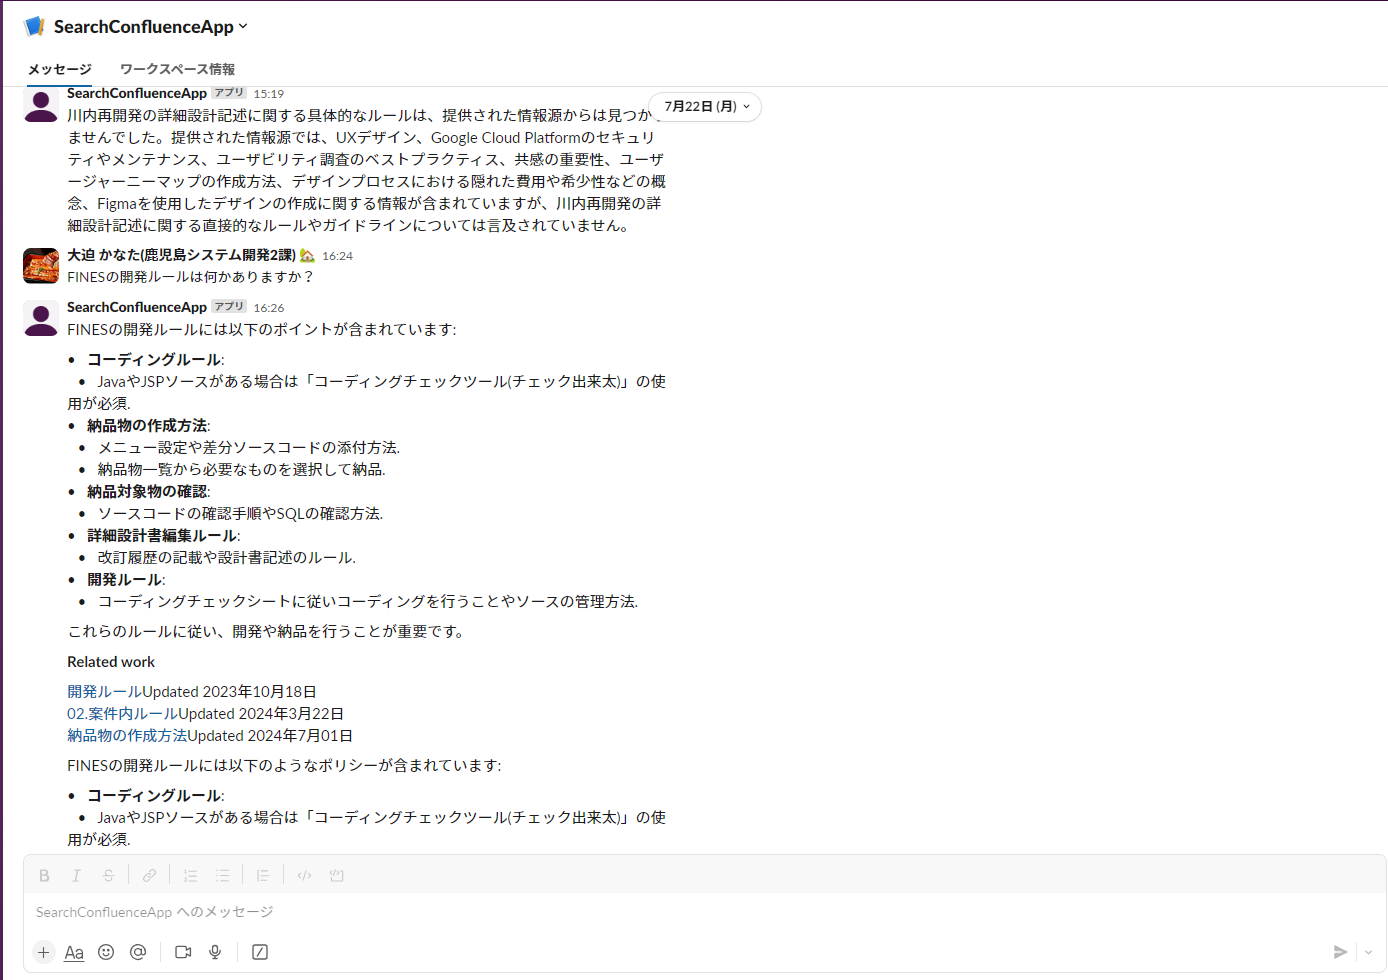 SearchConfluenceApp
メッセージ ワークスペース情報
SearchConfluenceApp アプリ 15:19
7月22日 (月)
川内再開発の詳細設計記述に関する具体的なルールは、提供された情報源からは見つか
ませんでした。提供された情報源では、UXデザイン、Google Cloud Platformのセキュリ
ティやメンテナンス、ユーザビリティ調査のベストプラクティス、共感の重要性、ユーザ
ージャーニーマップの作成方法、デザインプロセスにおける隠れた費用や希少性などの概
念、Figmaを使用したデザインの作成に関する情報が含まれていますが、川内再開発の詳
細設計記述に関する直接的なルールやガイドラインについては言及されていません。
大迫 かなた(鹿児島システム開発2課) 16:24
FINESの開発ルールは何かありますか？
SearchConfluenceApp アプリ 16:26
FINESの開発ルールには以下のポイントが含まれています:
• コーディングルール:
• JavaやJSPソースがある場合は「コーディングチェックツール(チェック出来太)」の使
用が必須.
• 納品物の作成方法:
• メニュー設定や差分ソースコードの添付方法.
• 納品物一覧から必要なものを選択して納品.
• 納品対象物の確認:
• ソースコードの確認手順やSQLの確認方法.
• 詳細設計書編集ルール:
• 改訂履歴の記載や設計書記述のルール.
• 開発ルール:
• コーディングチェックシートに従いコーディングを行うことやソースの管理方法.
これらのルールに従い、開発や納品を行うことが重要です。
Related work
開発ルールUpdated 2023年10月18日
02.案件内ルールUpdated 2024年3月22日
納品物の作成方法Updated 2024年7月01日
FINESの開発ルールには以下のようなポリシーが含まれています:
• コーディングルール:
• JavaやJSPソースがある場合は「コーディングチェックツール(チェック出来太)」の使
用が必須.
B I S
SearchConfluenceApp へのメッセージ
Aa